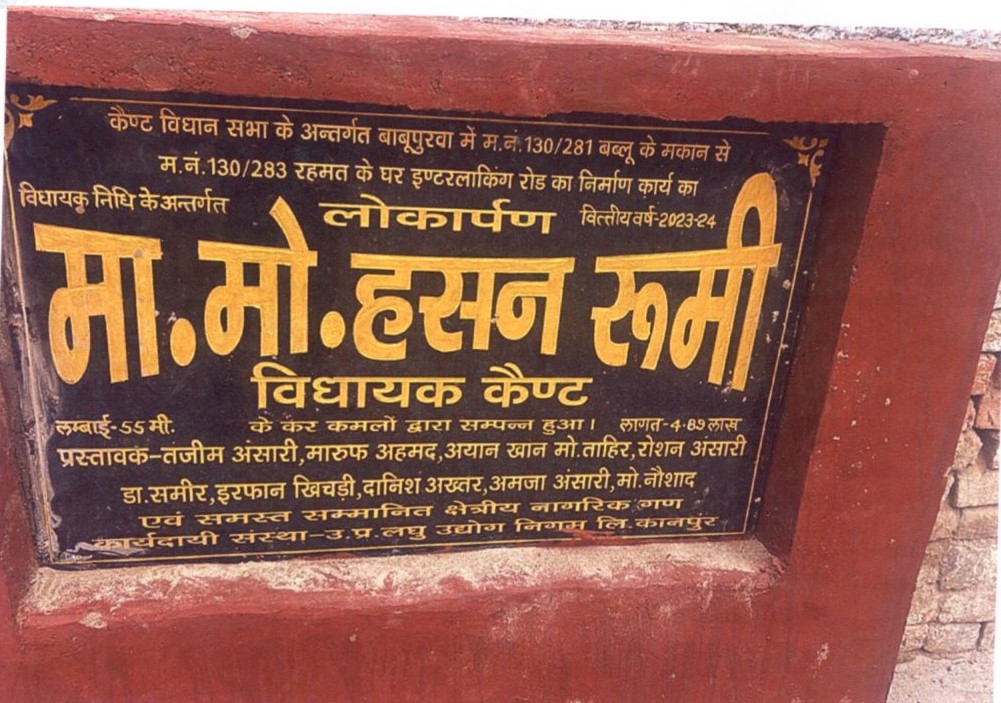 कैण्ट विधान सभा के अन्तर्गत बाबूपुरवा में म.नं.130/281 बब्लू के मकान से
म.नं.130/283 रहमत के घर इण्टरलाकिंग रोड का निर्माण कार्य का
विधायक निधि के अन्तर्गत लोकार्पण वित्तीय वर्ष-2023-24
मा.मो.हसन रूमी
विधायक कैण्ट
लम्बाई-55 मी. के कर कमलों द्वारा सम्पन्न हुआ। लागत-4.89 लाख
प्रस्तावक-तंजीम अंसारी,मारुफ अहमद,अयान खान मो.ताहिर,रोशन अंसारी
डा.समीर,इरफान खिचड़ी,दानिश अख्तर,अमजा अंसारी,मो.नौशाद
एवं समस्त सम्मानित क्षेत्रीय नागरिक गण
कार्यदायी संस्था-उ.प्र.लघु उद्योग निगम लि.कानपुर